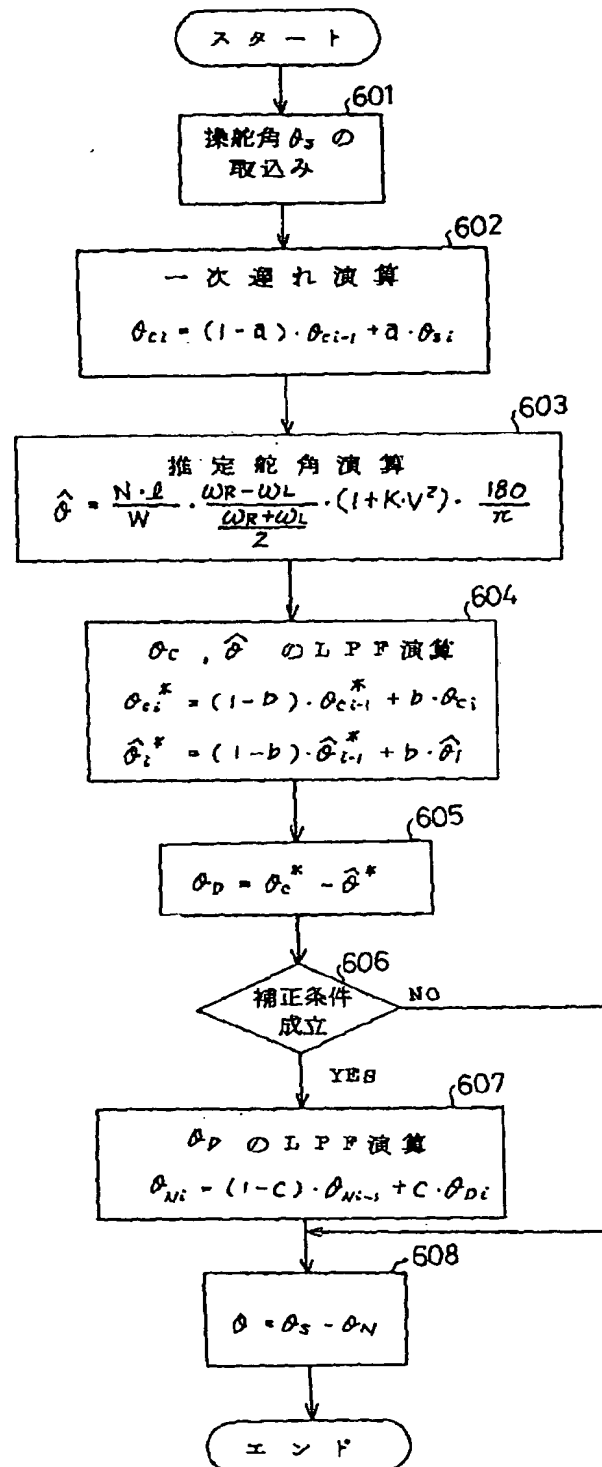 スタート
601
操舵角θsの
取込み
602
一次遅れ演算
θci = (1-a)・θci-1 + a・θsi
603
推定舵角演算
θ̂ = N・l/W ・ (ωR-ωL)/((ωR+ωL)/2) ・(1+K・V²)・ 180/π
604
θc , θ̂ のLPF演算
θci* = (1-b)・θci-1* + b・θci
θ̂i* = (1-b)・θ̂i-1* + b・θ̂i
605
θD = θc* - θ̂*
606
補正条件
成立
NO
YES
607
θDのLPF演算
θNi = (1-C)・θNi-1 + C・θDi
608
θ = θs - θN
エンド